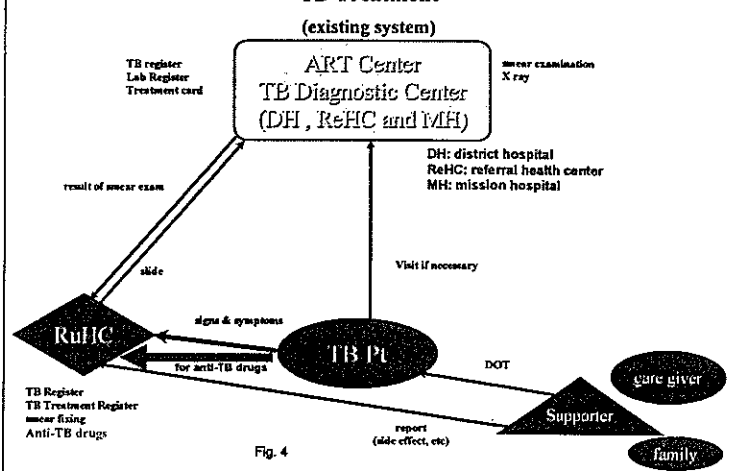 (existing system)
TB register
Lab Register
Treatment card
ART Center
TB Diagnostic Center
(DH , ReHC and MH)
smear examination
X ray
DH: district hospital
ReHC: referral health center
MH: mission hospital
result of smear exam
slide
Visit if necessary
signs & symptoms
RuHC
TB Pt
for anti-TB drugs
DOT
care giver
Supporter
family
TB Register
TB Treatment Register
smear fixing
Anti-TB drugs
report
(side effect, etc)
Fig. 4